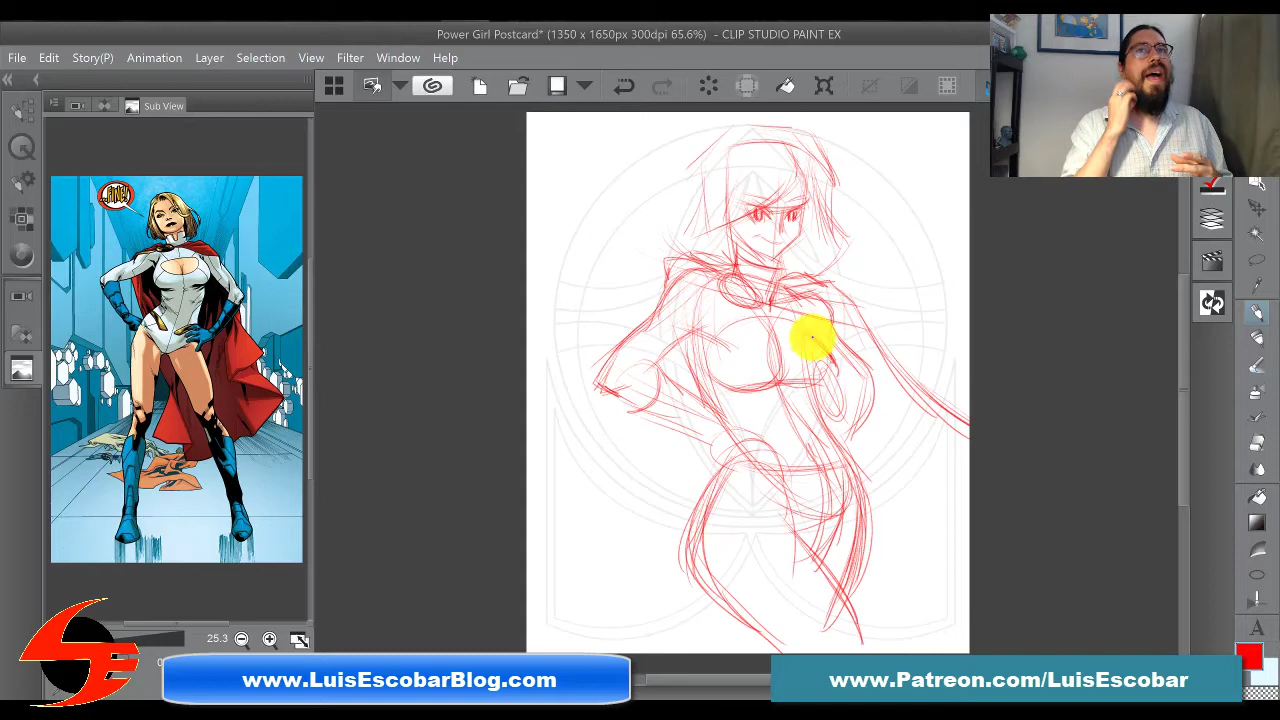 Power Girl Postcard* (1350 x 1650px 300dpi 65.6%) - CLIP STUDIO PAINT EX
File Edit Story(P) Animation Layer Selection View Filter Window Help
Sub View
25.3
www.LuisEscobarBlog.com
www.Patreon.com/LuisEscobar